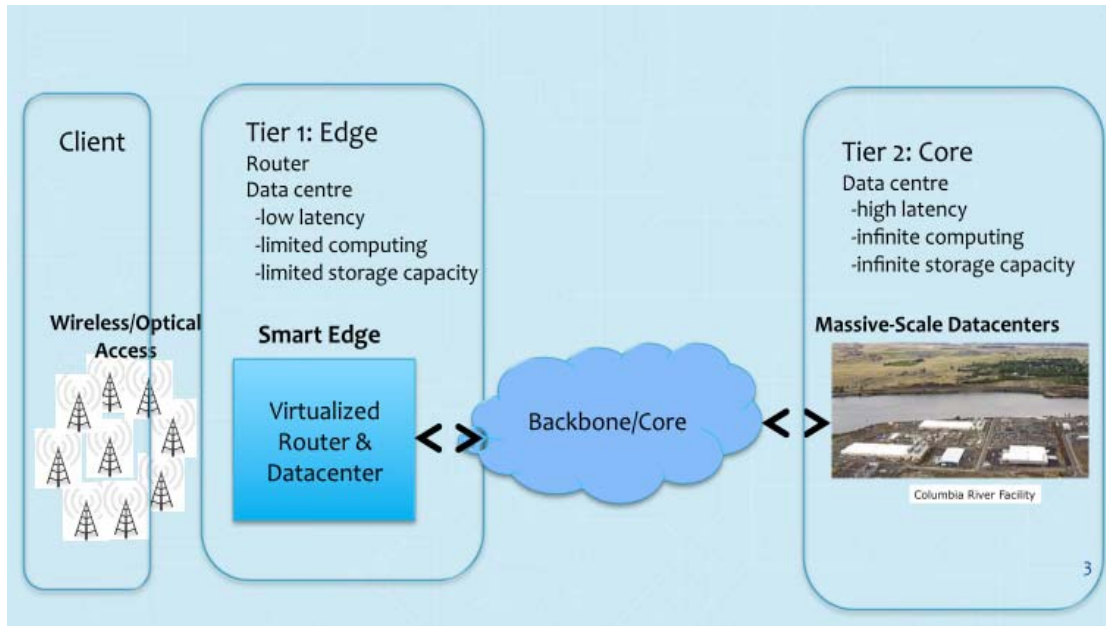 Client
Wireless/Optical
Access
Tier 1: Edge
Router
Data centre
-low latency
-limited computing
-limited storage capacity
Smart Edge
Virtualized
Router &
Datacenter
Backbone/Core
Tier 2: Core
Data centre
-high latency
-infinite computing
-infinite storage capacity
Massive-Scale Datacenters
Columbia River Facility
3